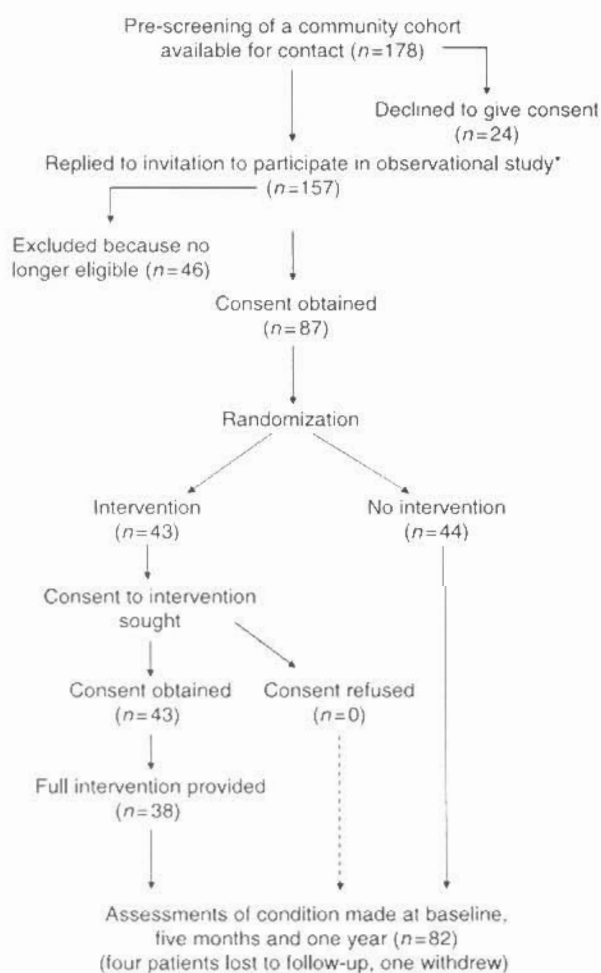 Pre-screening of a community cohort
available for contact (n=178)
Declined to give consent
(n=24)
Replied to invitation to participate in observational study*
(n=157)
Excluded because no
longer eligible (n=46)
Consent obtained
(n=87)
Randomization
Intervention
(n=43)
No intervention
(n=44)
Consent to intervention
sought
Consent obtained
(n=43)
Consent refused
(n=0)
Full intervention provided
(n=38)
Assessments of condition made at baseline,
five months and one year (n=82)
(four patients lost to follow-up, one withdrew)